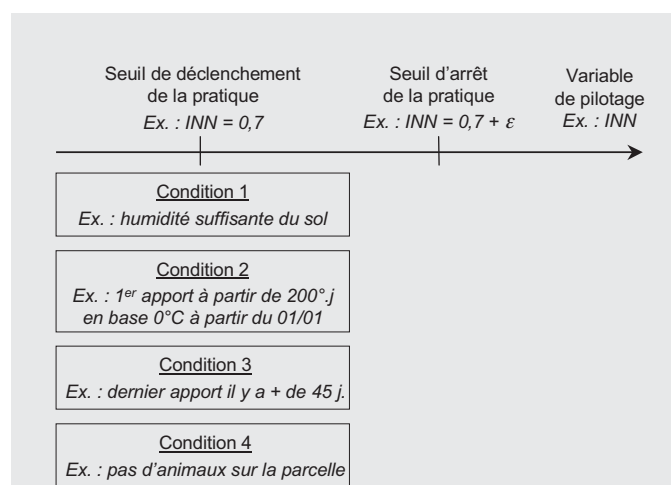 Seuil de déclenchement
de la pratique
Ex. : INN = 0,7
Seuil d'arrêt
de la pratique
Ex. : INN = 0,7 + ε
Variable
de pilotage
Ex. : INN
Condition 1
Ex. : humidité suffisante du sol
Condition 2
Ex. : 1er apport à partir de 200°.j
en base 0°C à partir du 01/01
Condition 3
Ex. : dernier apport il y a + de 45 j.
Condition 4
Ex. : pas d'animaux sur la parcelle